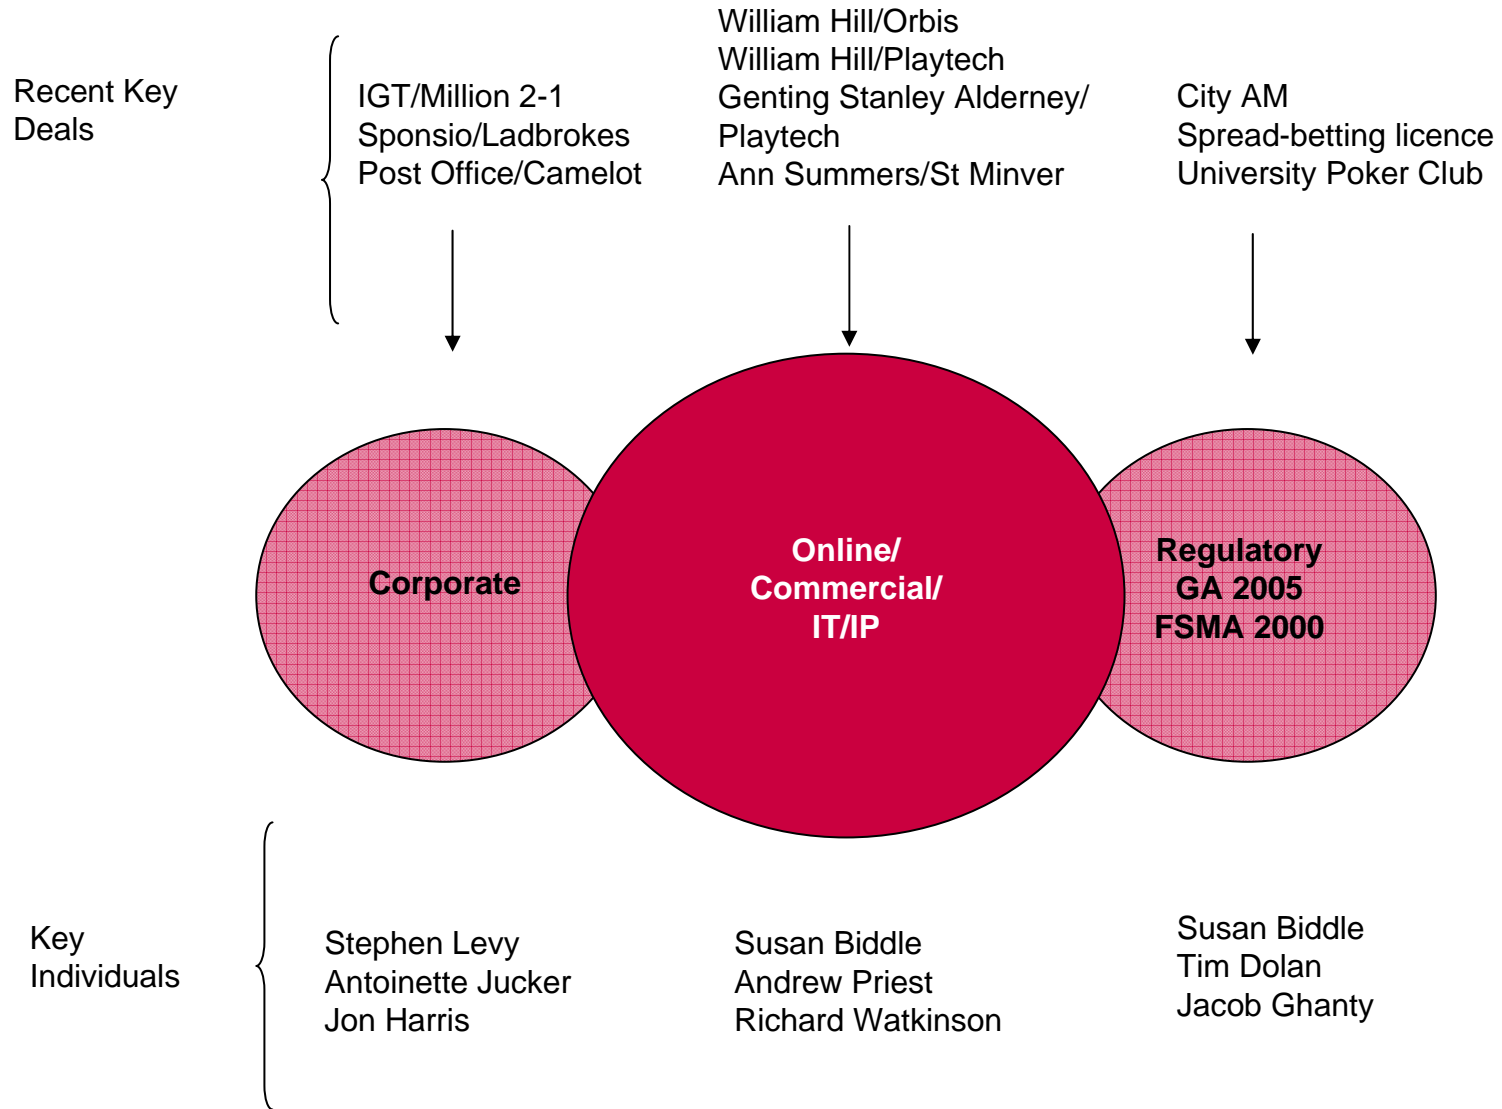 Recent Key
Deals
IGT/Million 2-1
Sponsio/Ladbrokes
Post Office/Camelot
William Hill/Orbis
William Hill/Playtech
Genting Stanley Alderney/
Playtech
Ann Summers/St Minver
City AM
Spread-betting licence
University Poker Club
Corporate
Online/
Commercial/
IT/IP
Regulatory
GA 2005
FSMA 2000
Key
Individuals
Stephen Levy
Antoinette Jucker
Jon Harris
Susan Biddle
Andrew Priest
Richard Watkinson
Susan Biddle
Tim Dolan
Jacob Ghanty